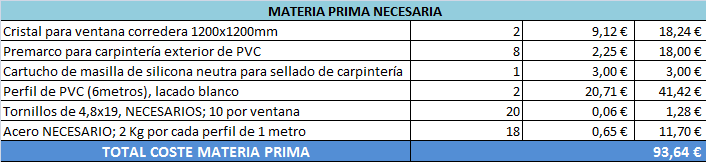 MATERIA PRIMA NECESARIA
Cristal para ventana corredera 1200x1200mm 2 9,12 € 18,24 €
Premarco para carpintería exterior de PVC 8 2,25 € 18,00 €
Cartucho de masilla de silicona neutra para sellado de carpintería 1 3,00 € 3,00 €
Perfil de PVC (6metros), lacado blanco 2 20,71 € 41,42 €
Tornillos de 4,8x19, NECESARIOS; 10 por ventana 20 0,06 € 1,28 €
Acero NECESARIO; 2 Kg por cada perfil de 1 metro 18 0,65 € 11,70 €
TOTAL COSTE MATERIA PRIMA 93,64 €